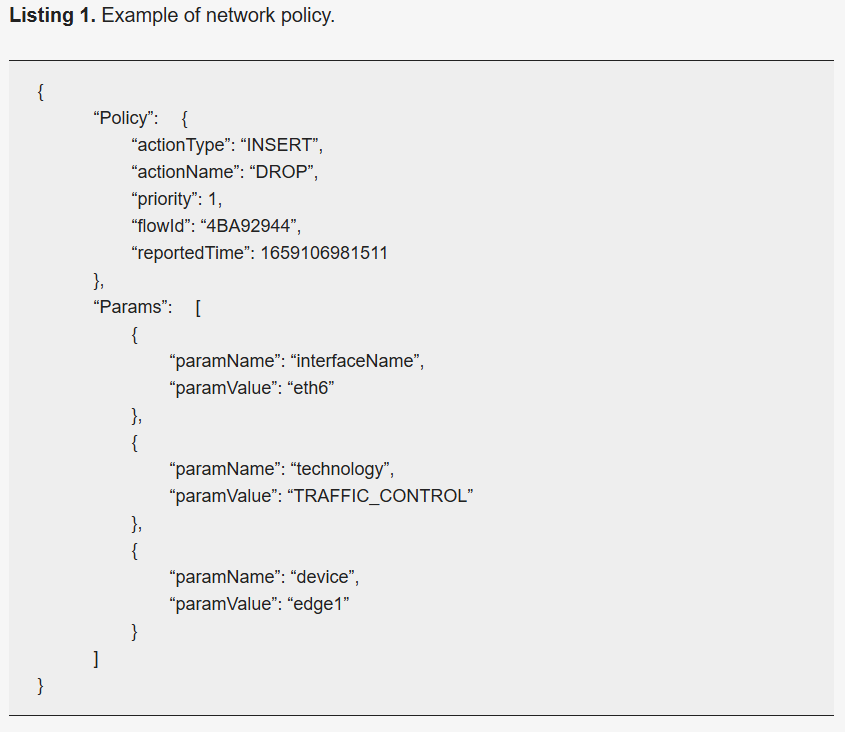 Listing 1. Example of network policy.
{
“Policy”: {
“actionType”: “INSERT”,
“actionName”: “DROP”,
“priority”: 1,
“flowId”: “4BA92944”,
“reportedTime”: 1659106981511
},
“Params”: [
{
“paramName”: “interfaceName”,
“paramValue”: “eth6”
},
{
“paramName”: “technology”,
“paramValue”: “TRAFFIC_CONTROL”
},
{
“paramName”: “device”,
“paramValue”: “edge1”
}
]
}